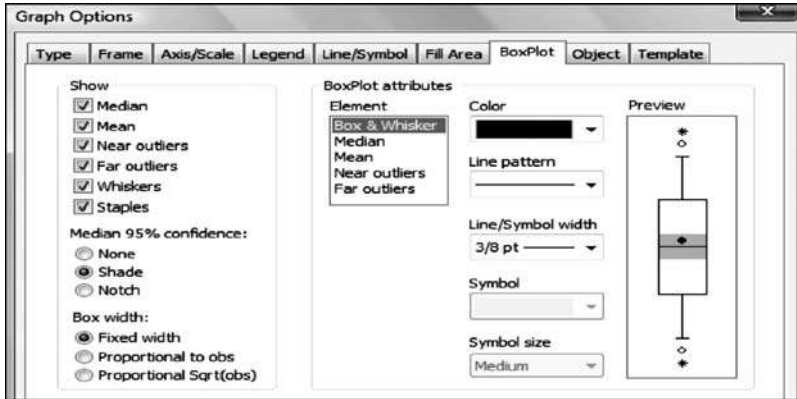 Graph Options
Type Frame Axis/Scale Legend Line/Symbol Fill Area BoxPlot Object Template
Show
Median
Mean
Near outliers
Far outliers
Whiskers
Staples
Median 95% confidence:
None
Shade
Notch
Box width:
Fixed width
Proportional to obs
Proportional Sqrt(obs)
BoxPlot attributes
Element
Box & Whisker
Median
Mean
Near outliers
Far outliers
Color
Line pattern
Line/Symbol width
3/8 pt
Symbol
Symbol size
Medium
Preview